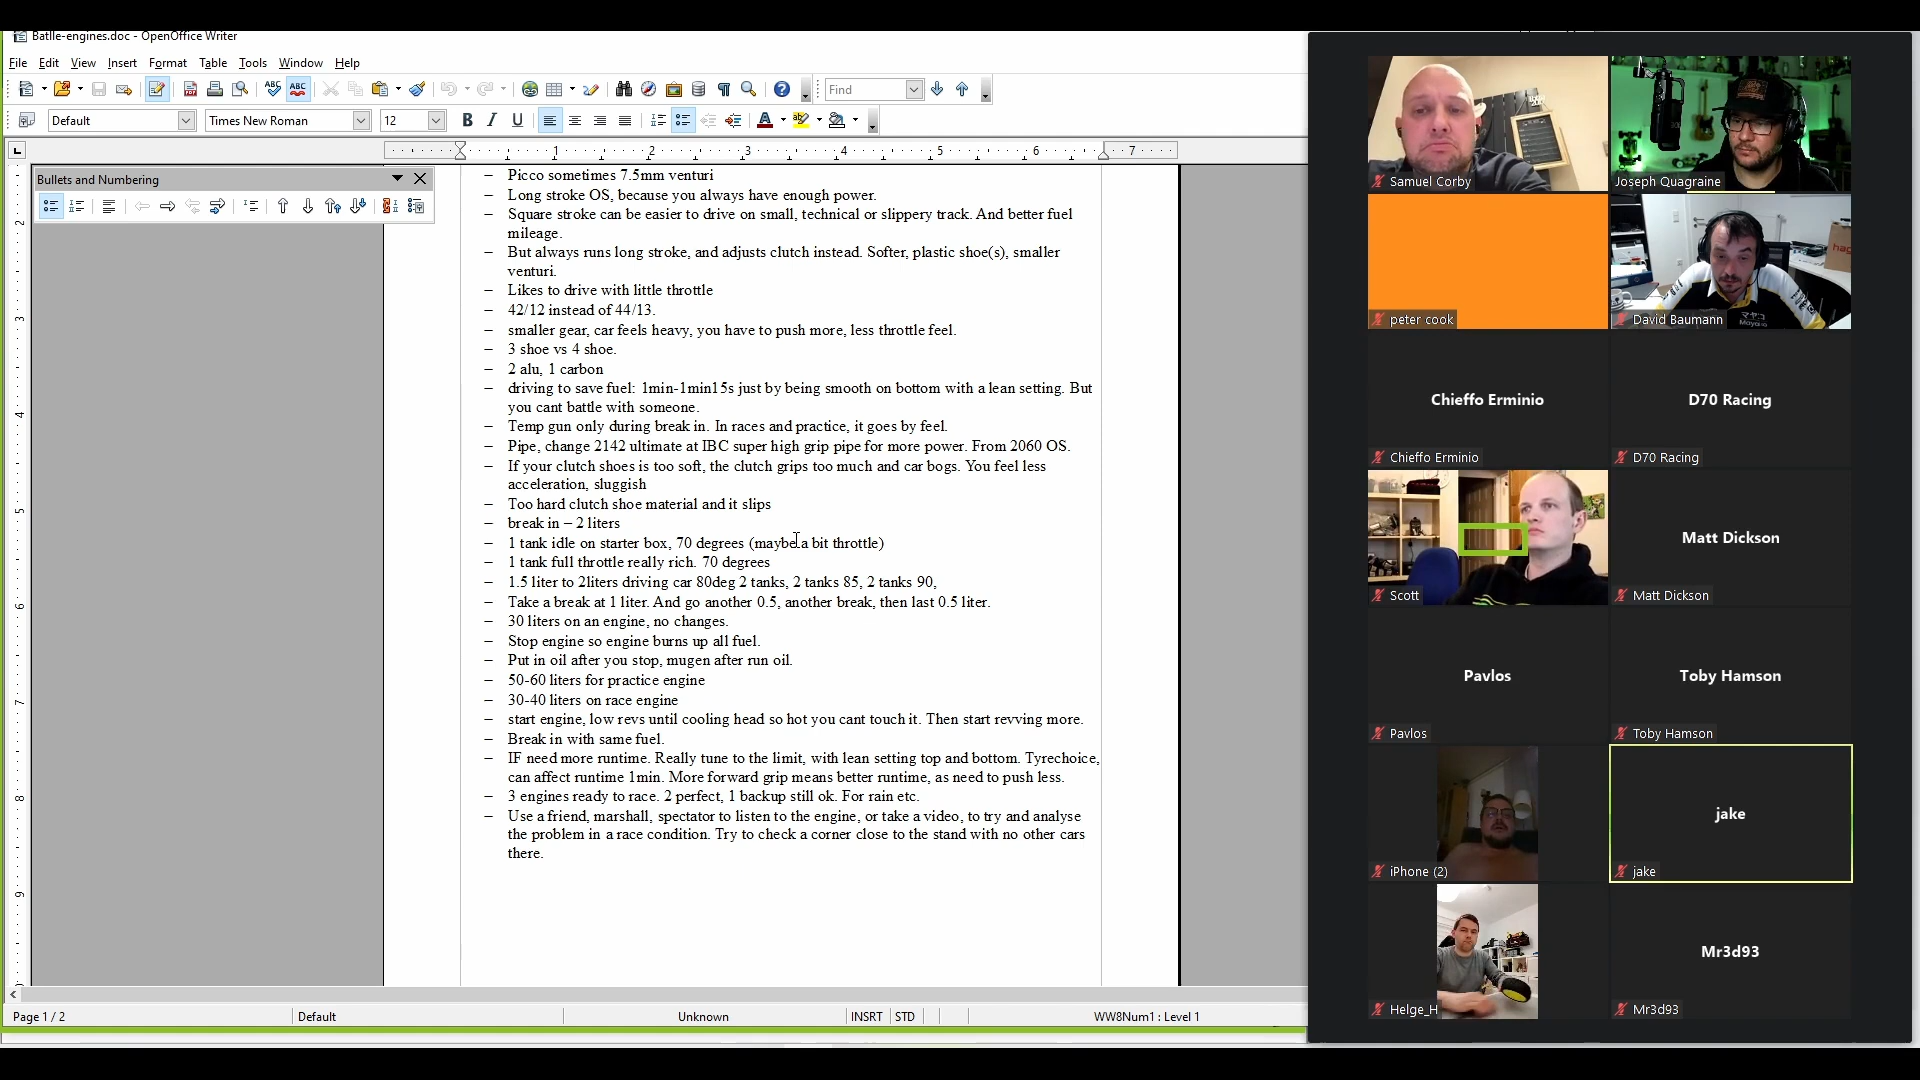 Batlle-engines.doc - OpenOffice Writer
File Edit View Insert Format Table Tools Window Help
Find
Default Times New Roman 12
1 2 3 4 5 6 7
Bullets and Numbering
– Picco sometimes 7.5mm venturi
– Long stroke OS, because you always have enough power.
– Square stroke can be easier to drive on small, technical or slippery track. And better fuel
mileage.
– But always runs long stroke, and adjusts clutch instead. Softer, plastic shoe(s), smaller
venturi.
– Likes to drive with little throttle
– 42/12 instead of 44/13.
– smaller gear, car feels heavy, you have to push more, less throttle feel.
– 3 shoe vs 4 shoe.
– 2 alu, 1 carbon
– driving to save fuel: 1min-1min15s just by being smooth on bottom with a lean setting. But
you cant battle with someone.
– Temp gun only during break in. In races and practice, it goes by feel.
– Pipe, change 2142 ultimate at IBC super high grip pipe for more power. From 2060 OS.
– If your clutch shoes is too soft, the clutch grips too much and car bogs. You feel less
acceleration, sluggish
– Too hard clutch shoe material and it slips
– break in – 2 liters
– 1 tank idle on starter box, 70 degrees (maybe a bit throttle)
– 1 tank full throttle really rich. 70 degrees
– 1.5 liter to 2liters driving car 80deg 2 tanks, 2 tanks 85, 2 tanks 90,
– Take a break at 1 liter. And go another 0.5, another break, then last 0.5 liter.
– 30 liters on an engine, no changes.
– Stop engine so engine burns up all fuel.
– Put in oil after you stop, mugen after run oil.
– 50-60 liters for practice engine
– 30-40 liters on race engine
– start engine, low revs until cooling head so hot you cant touch it. Then start revving more.
– Break in with same fuel.
– IF need more runtime. Really tune to the limit, with lean setting top and bottom. Tyrechoice,
can affect runtime 1min. More forward grip means better runtime, as need to push less.
– 3 engines ready to race. 2 perfect, 1 backup still ok. For rain etc.
– Use a friend, marshall, spectator to listen to the engine, or take a video, to try and analyse
the problem in a race condition. Try to check a corner close to the stand with no other cars
there.
Page 1 / 2 Default Unknown INSRT STD WW8Num1 : Level 1
Samuel Corby
Joseph Quagraine
peter cook
David Baumann
Chieffo Erminio
Chieffo Erminio
D70 Racing
D70 Racing
Scott
Matt Dickson
Matt Dickson
Pavlos
Pavlos
Toby Hamson
Toby Hamson
iPhone (2)
jake
jake
Helge_H
Mr3d93
Mr3d93